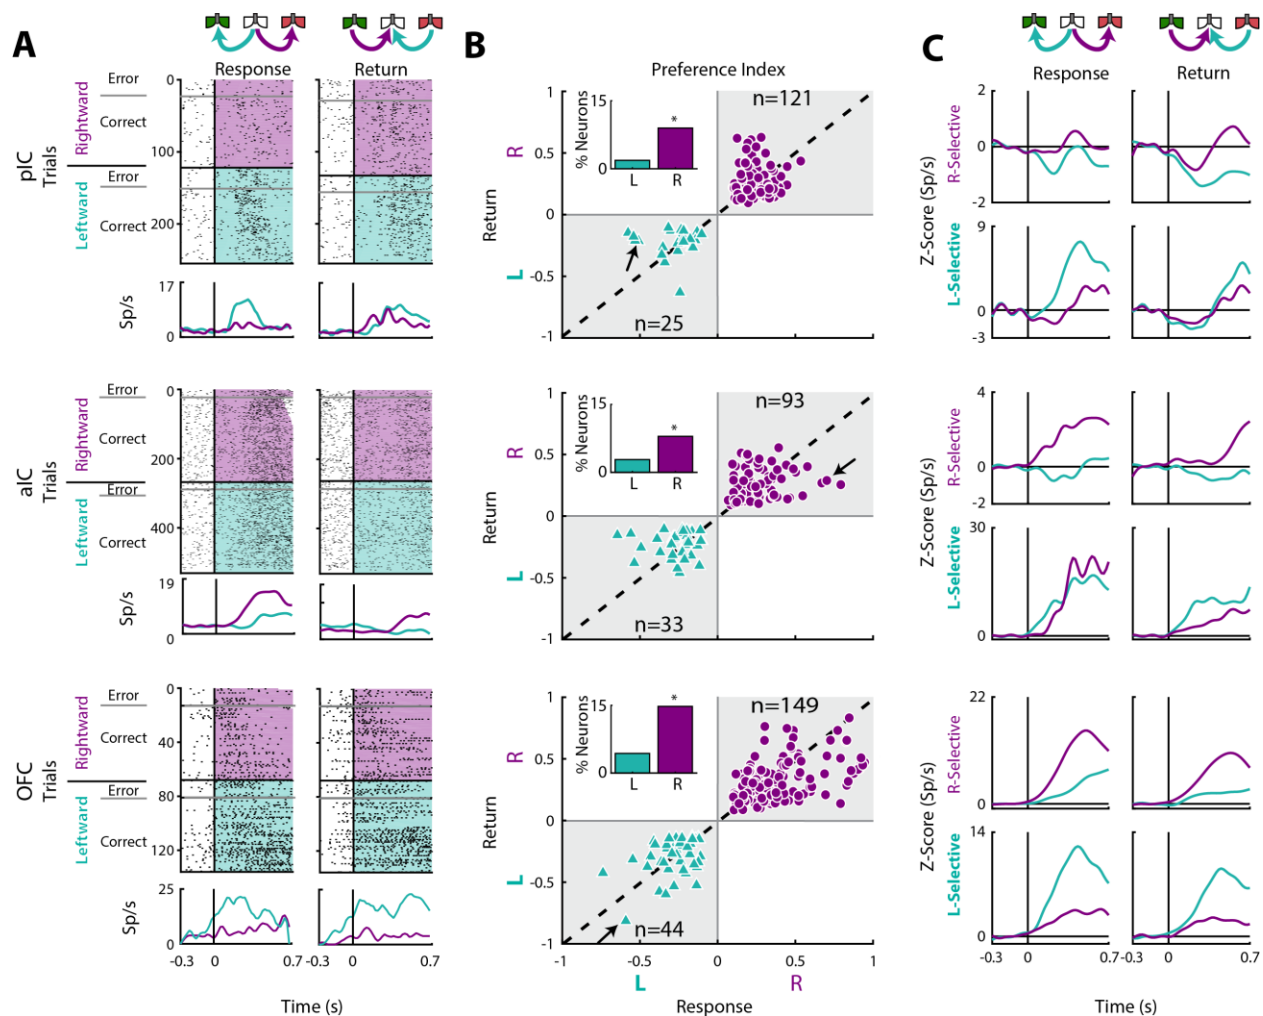 A
Response
Return
pIC
Trials
Rightward
Leftward
Error
Correct
Error
Correct
0
100
200
Sp/s
17
0
aIC
Trials
Rightward
Leftward
Error
Correct
Error
Correct
0
200
400
Sp/s
19
0
OFC
Trials
Rightward
Leftward
Error
Correct
Error
Correct
0
40
80
120
Sp/s
25
0
-0.3 0 0.7
-0.3 0 0.7
Time (s)
B
Preference Index
Return
R
L
1
0.5
0
-0.5
-1
% Neurons
15
0
*
L R
n=121
n=25
Return
R
L
1
0.5
0
-0.5
-1
% Neurons
15
0
*
L R
n=93
n=33
Return
R
L
1
0.5
0
-0.5
-1
% Neurons
15
0
*
L R
n=149
n=44
-1 -0.5 0 0.5 1
L R
Response
C
Response
Return
Z-Score (Sp/s)
R-Selective
2
0
-2
L-Selective
9
0
-3
Z-Score (Sp/s)
R-Selective
4
0
-2
L-Selective
30
0
Z-Score (Sp/s)
R-Selective
22
0
L-Selective
14
0
-0.3 0 0.7
-0.3 0 0.7
Time (s)